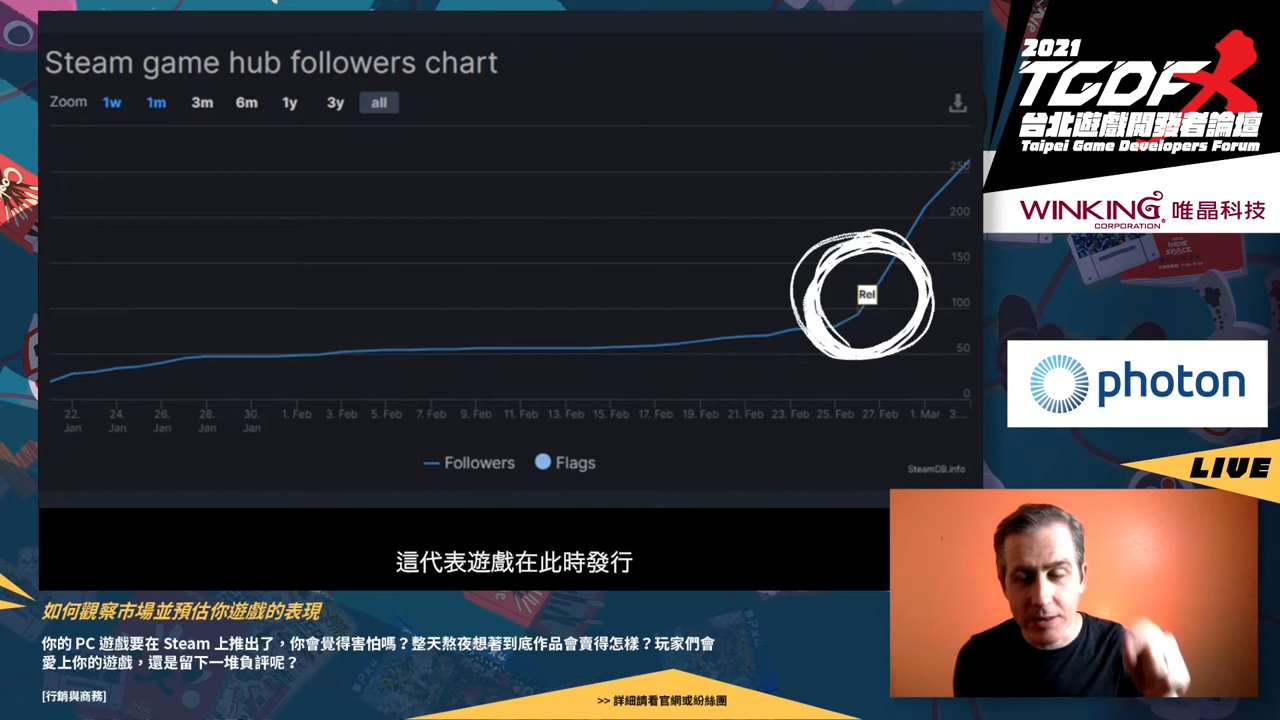 Steam game hub followers chart
Zoom 1w 1m 3m 6m 1y 3y all
250
200
150
100
50
0
Rel
22. Jan 24. Jan 26. Jan 28. Jan 30. Jan 1. Feb 3. Feb 5. Feb 7. Feb 9. Feb 11. Feb 13. Feb 15. Feb 17. Feb 19. Feb 21. Feb 23. Feb 25. Feb 27. Feb 1. Mar 3....
Followers Flags
SteamDB.info
這代表遊戲在此時發行
2021
TGDF X
台北遊戲開發者論壇
Taipei Game Developers Forum
WINKING 唯晶科技
CORPORATION
photon
LIVE
如何觀察市場並預估你遊戲的表現
你的 PC 遊戲要在 Steam 上推出了，你會覺得害怕嗎？整天熬夜想著到底作品會賣得怎樣？玩家們會
愛上你的遊戲，還是留下一堆負評呢？
[行銷與商務]
>> 詳細請看官網或紛絲團